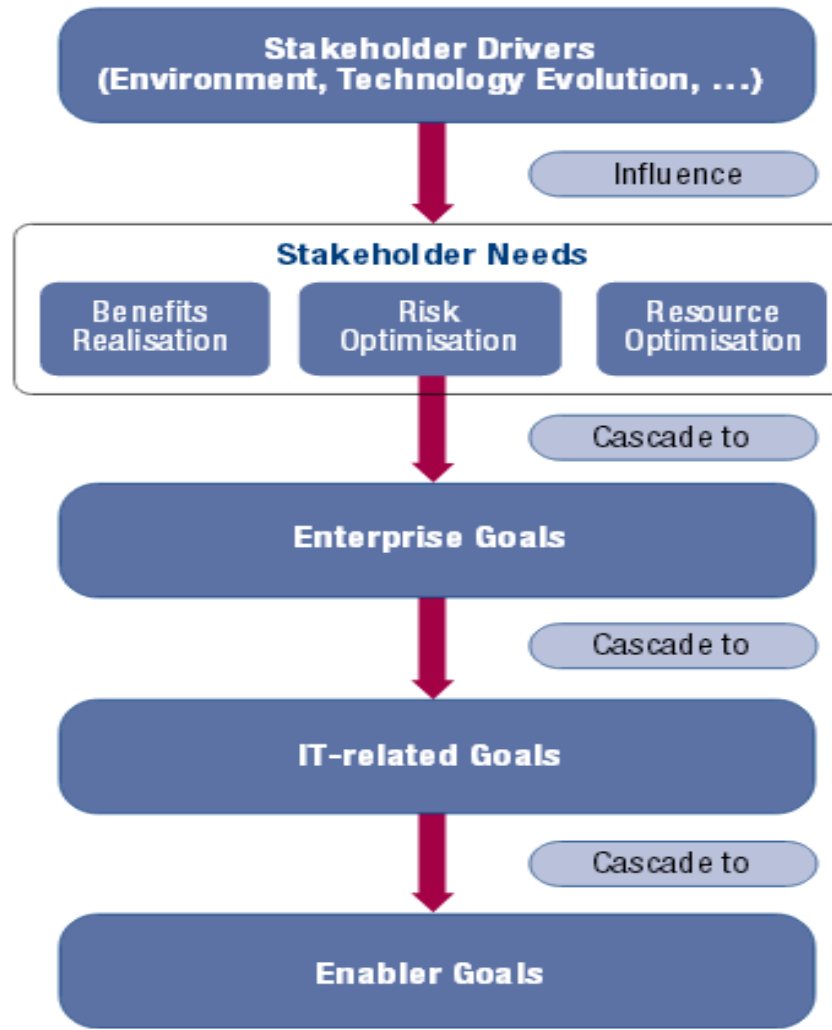 Stakeholder Drivers
(Environment, Technology Evolution, ...)
Influence
Stakeholder Needs
Benefits
Realisation
Risk
Optimisation
Resource
Optimisation
Cascade to
Enterprise Goals
Cascade to
IT-related Goals
Cascade to
Enabler Goals